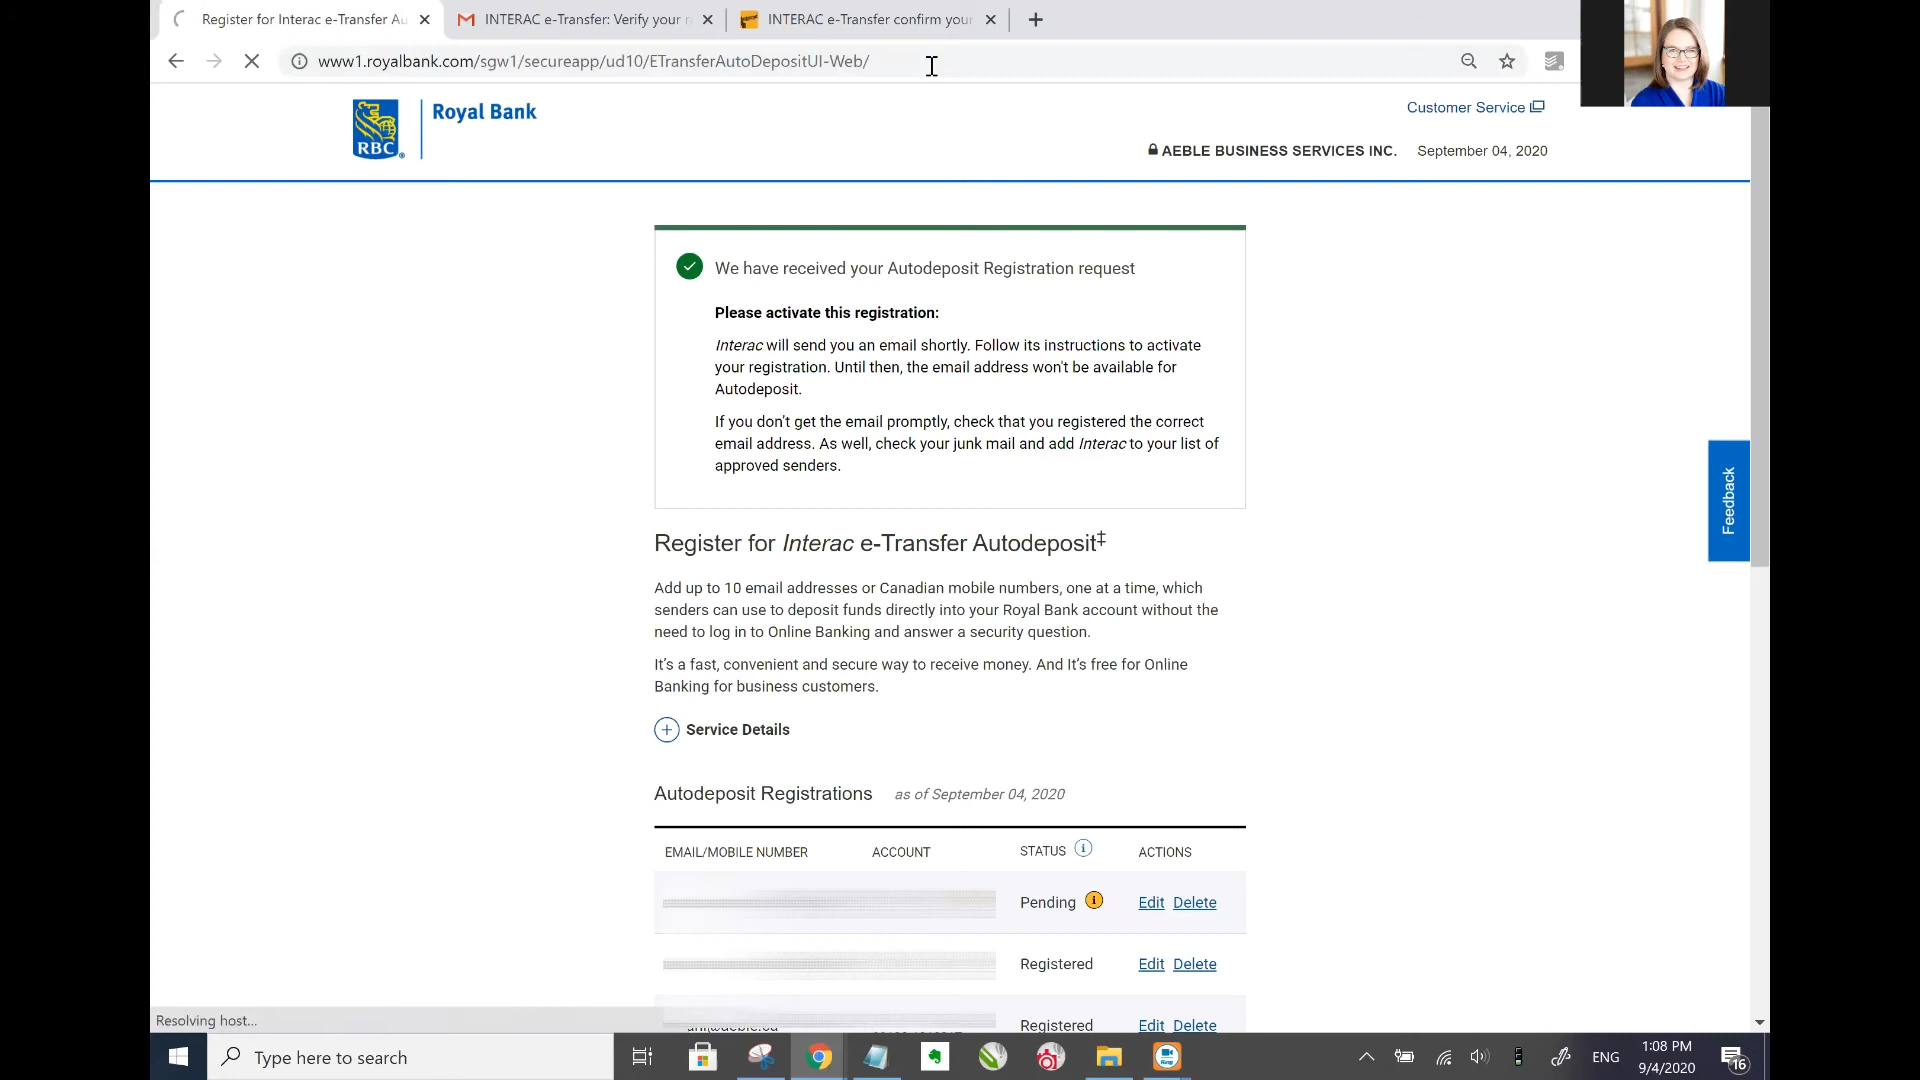 Register for Interac e-Transfer Au
INTERAC e-Transfer: Verify your r
INTERAC e-Transfer confirm your
www1.royalbank.com/sgw1/secureapp/ud10/ETransferAutoDepositUI-Web/
RBC
Royal Bank
Customer Service
AEBLE BUSINESS SERVICES INC. September 04, 2020
We have received your Autodeposit Registration request
Please activate this registration:
Interac will send you an email shortly. Follow its instructions to activate
your registration. Until then, the email address won't be available for
Autodeposit.
If you don't get the email promptly, check that you registered the correct
email address. As well, check your junk mail and add Interac to your list of
approved senders.
Feedback
Register for Interac e-Transfer Autodeposit‡
Add up to 10 email addresses or Canadian mobile numbers, one at a time, which
senders can use to deposit funds directly into your Royal Bank account without the
need to log in to Online Banking and answer a security question.
It's a fast, convenient and secure way to receive money. And It's free for Online
Banking for business customers.
Service Details
Autodeposit Registrations as of September 04, 2020
EMAIL/MOBILE NUMBER ACCOUNT STATUS ACTIONS
Pending Edit Delete
Registered Edit Delete
Registered Edit Delete
Resolving host...
Type here to search
ENG
1:08 PM
9/4/2020
16